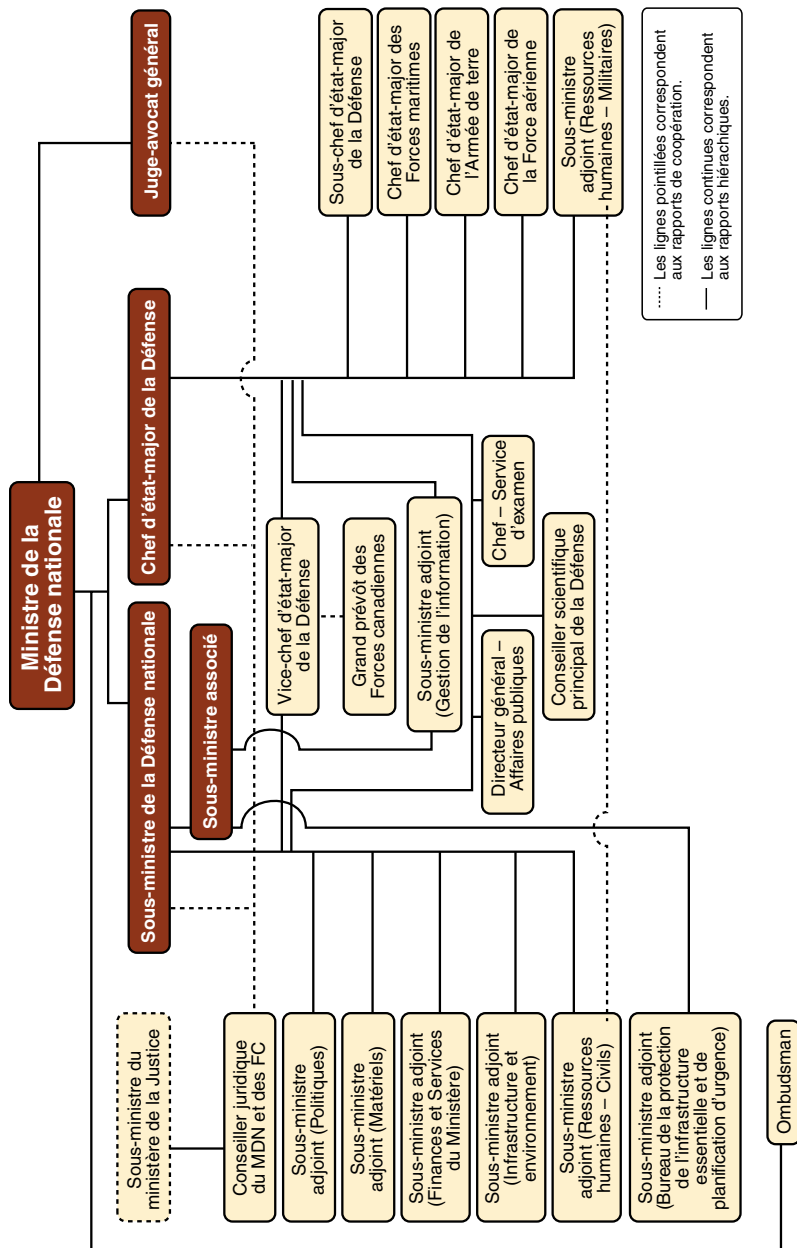 Ministre de la
Défense nationale
Juge-avocat général
Sous-ministre de la Défense nationale
Chef d'état-major de la Défense
Sous-ministre associé
Sous-ministre du
ministère de la Justice
Conseiller juridique
du MDN et des FC
Sous-ministre
adjoint (Politiques)
Sous-ministre
adjoint (Matériels)
Sous-ministre adjoint
(Finances et Services
du Ministère)
Sous-ministre adjoint
(Infrastructure et
environnement)
Sous-ministre
adjoint (Ressources
humaines – Civils)
Sous-ministre adjoint
(Bureau de la protection
de l'infrastructure
essentielle et de
planification d'urgence)
Ombudsman
Vice-chef d'état-major
de la Défense
Grand prévôt des
Forces canadiennes
Sous-ministre adjoint
(Gestion de l'information)
Directeur général –
Affaires publiques
Chef – Service
d'examen
Conseiller scientifique
principal de la Défense
Sous-chef d'état-major
de la Défense
Chef d'état-major des
Forces maritimes
Chef d'état-major de
l'Armée de terre
Chef d'état-major de
la Force aérienne
Sous-ministre
adjoint (Ressources
humaines – Militaires)
Les lignes pointillées correspondent
aux rapports de coopération.
Les lignes continues correspondent
aux rapports hiérachiques.